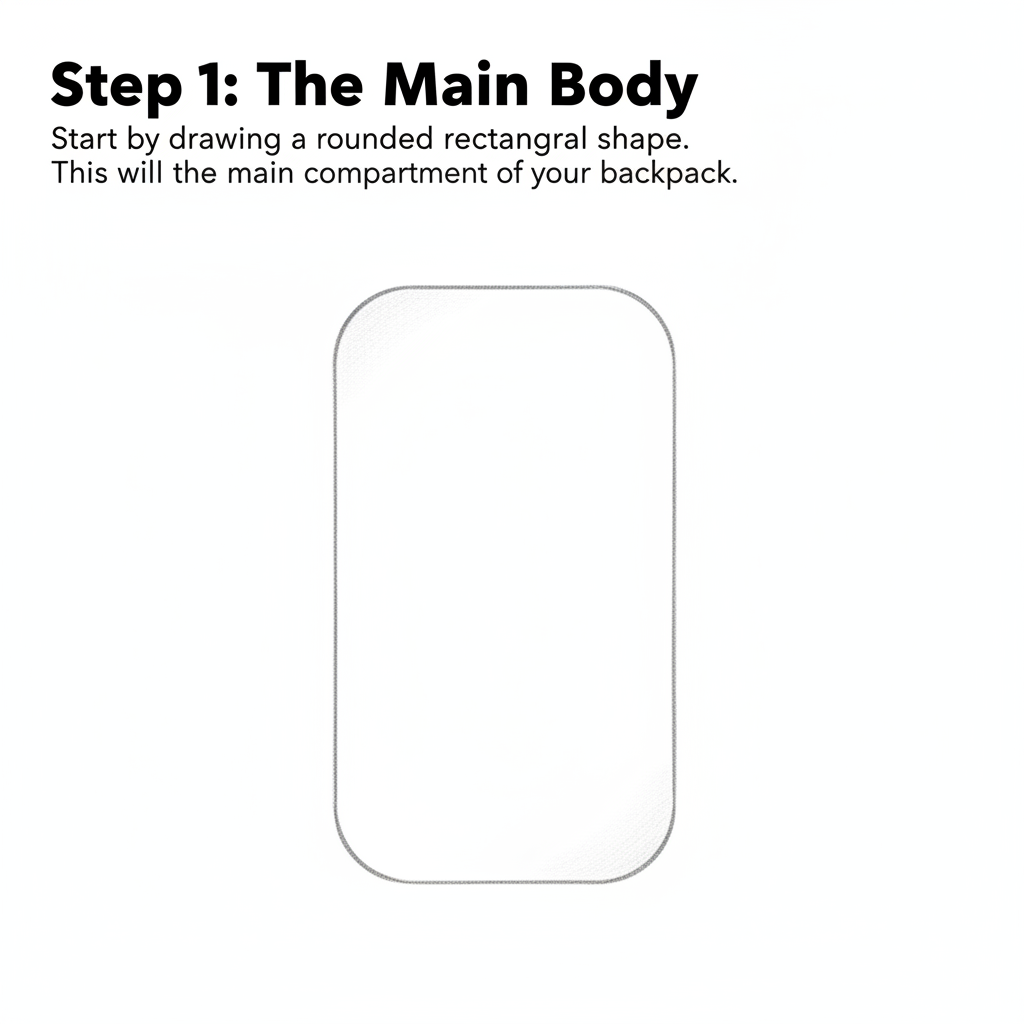 Step 1: The Main Body
Start by drawing a rounded rectangral shape.
This will the main compartment of your backpack.